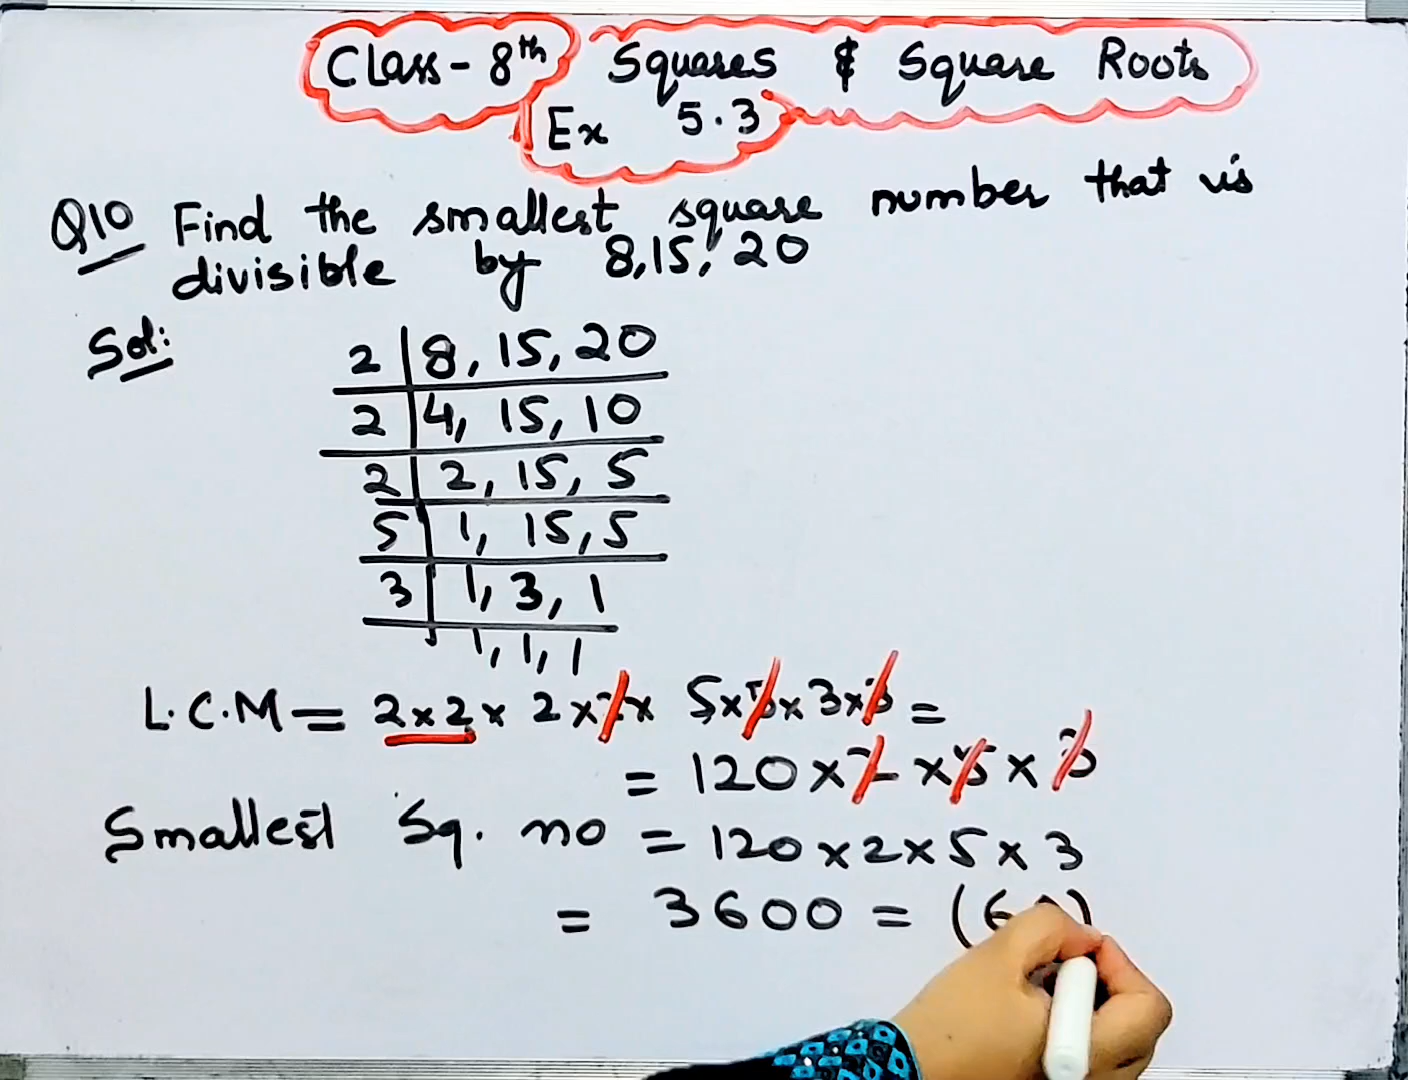 Class - 8th Squares & Square Roots
Ex 5.3
Q10 Find the smallest square number that is
divisible by 8,15, 20
Sol:
2 | 8, 15, 20
2 | 4, 15, 10
2 | 2, 15, 5
5 | 1, 15, 5
3 | 1, 3, 1
1, 1, 1
L.C.M = 2 x 2 x 2 x 2 x 5 x 5 x 3 x 3 =
= 120 x 2 x 5 x 3
Smallest Sq. no = 120 x 2 x 5 x 3
= 3600 = (60)